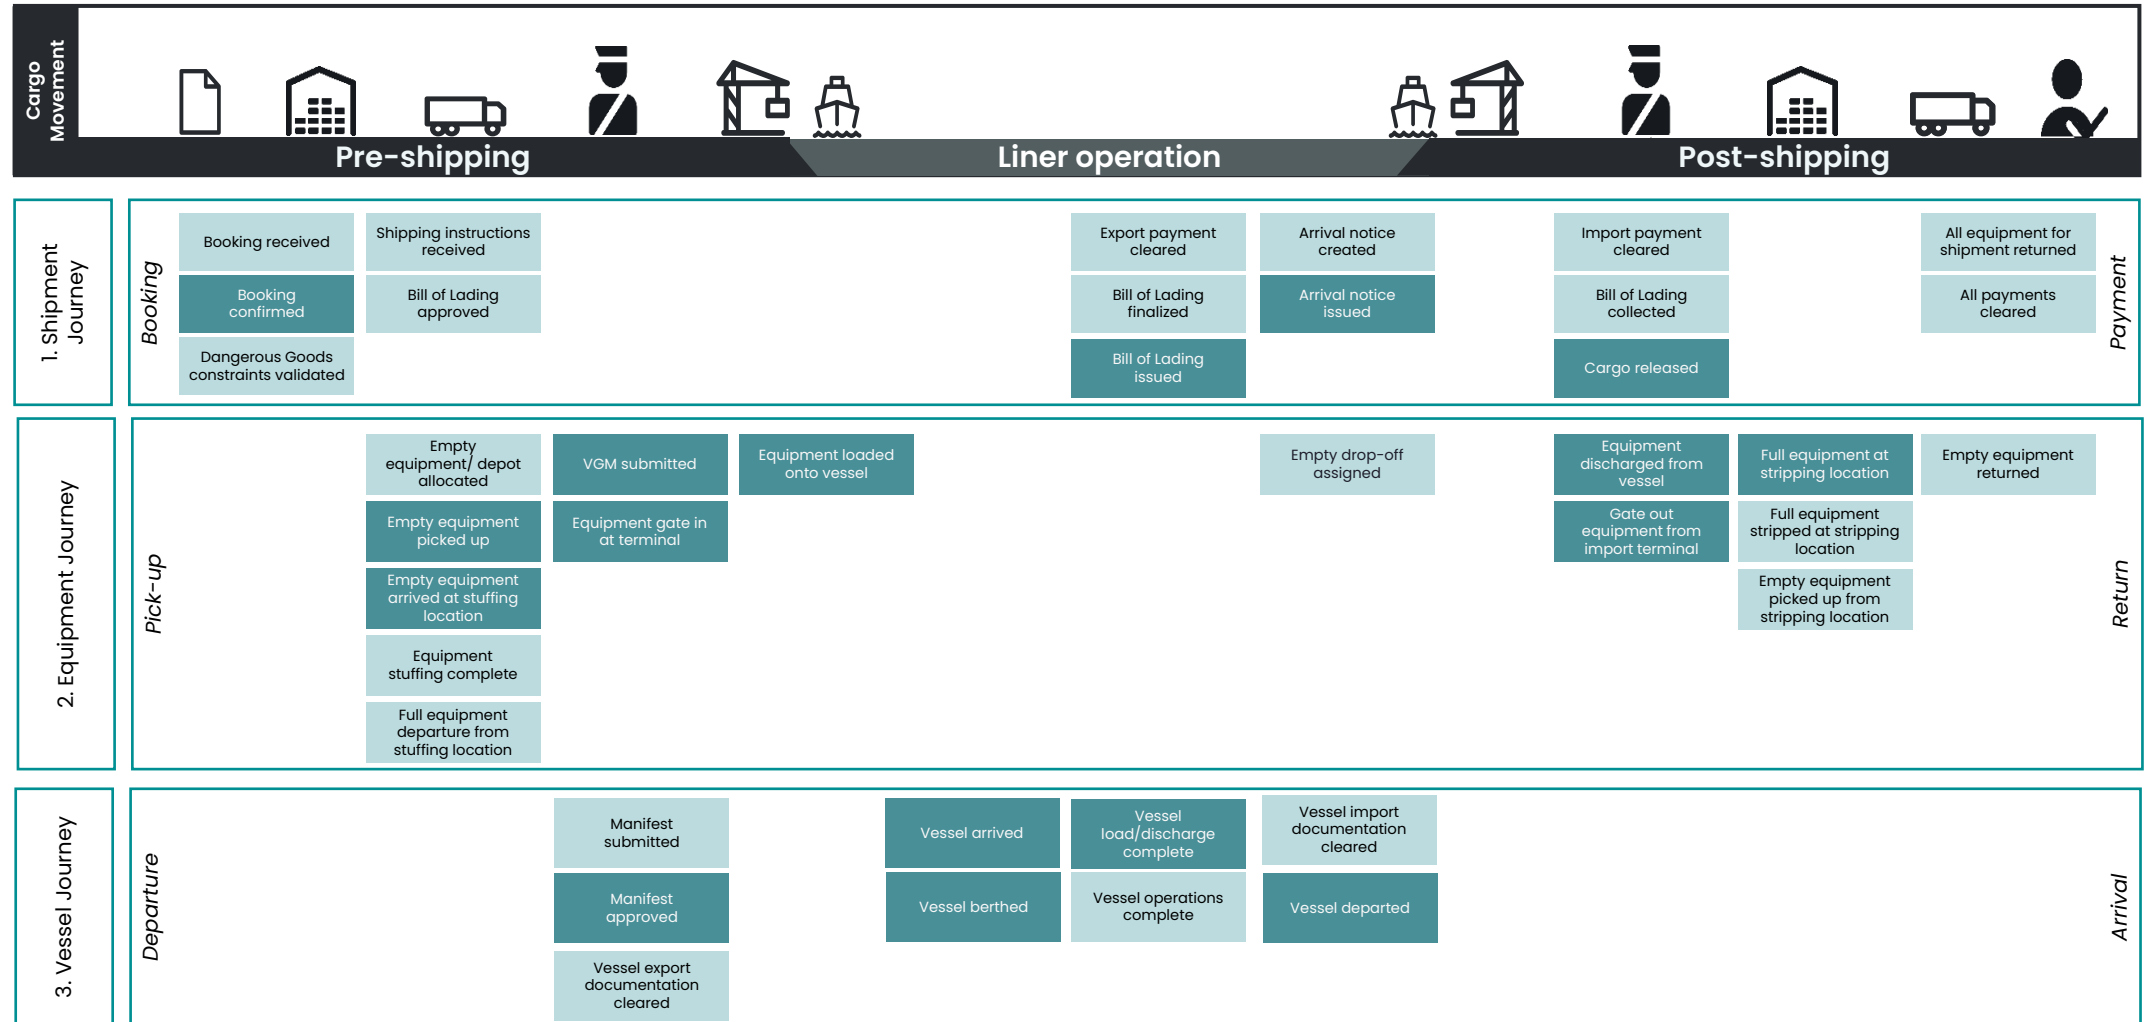 Cargo
Movement
Pre-shipping
Liner operation
Post-shipping
1. Shipment
Journey
Booking
Booking received
Booking
confirmed
Dangerous Goods
constraints validated
Shipping instructions
received
Bill of Lading
approved
Export payment
cleared
Bill of Lading
finalized
Bill of Lading
issued
Arrival notice
created
Arrival notice
issued
Import payment
cleared
Bill of Lading
collected
Cargo released
All equipment for
shipment returned
All payments
cleared
Payment
2. Equipment Journey
Pick-up
Empty
equipment/ depot
allocated
Empty equipment
picked up
Empty equipment
arrived at stuffing
location
Equipment
stuffing complete
Full equipment
departure from
stuffing location
VGM submitted
Equipment gate in
at terminal
Equipment loaded
onto vessel
Empty drop-off
assigned
Equipment
discharged from
vessel
Gate out
equipment from
import terminal
Full equipment at
stripping location
Full equipment
stripped at stripping
location
Empty equipment
picked up from
stripping location
Empty equipment
returned
Return
3. Vessel Journey
Departure
Manifest
submitted
Manifest
approved
Vessel export
documentation
cleared
Vessel arrived
Vessel berthed
Vessel
load/discharge
complete
Vessel operations
complete
Vessel import
documentation
cleared
Vessel departed
Arrival